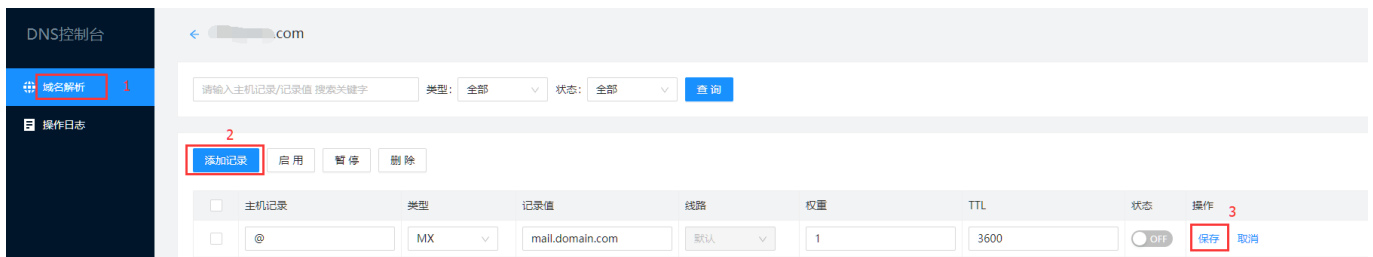 DNS控制台
.com
域名解析 1
请输入主机记录/记录值 搜索关键字 类型: 全部 状态: 全部 查询
操作日志
2
添加记录 启用 暂停 删除
主机记录 类型 记录值 线路 权重 TTL 状态 操作 3
@ MX mail.domain.com 默认 1 3600 OFF 保存 取消